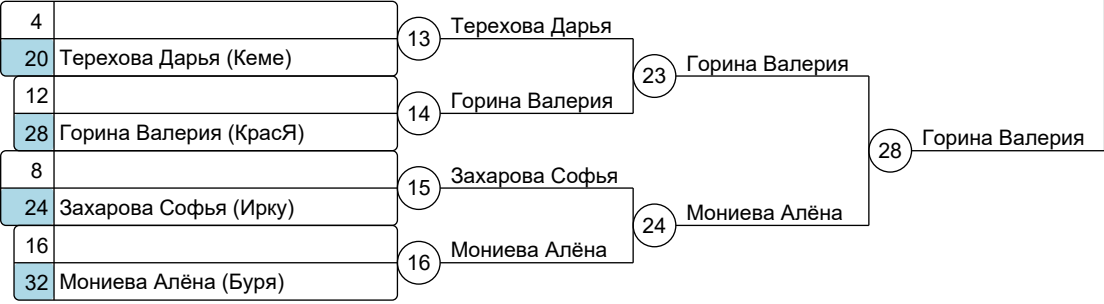 4
20 Терехова Дарья (Кеме)
12
28 Горина Валерия (КрасЯ)
8
24 Захарова Софья (Ирку)
16
32 Мониева Алёна (Буря)
13 Терехова Дарья
14 Горина Валерия
15 Захарова Софья
16 Мониева Алёна
23 Горина Валерия
24 Мониева Алёна
28 Горина Валерия